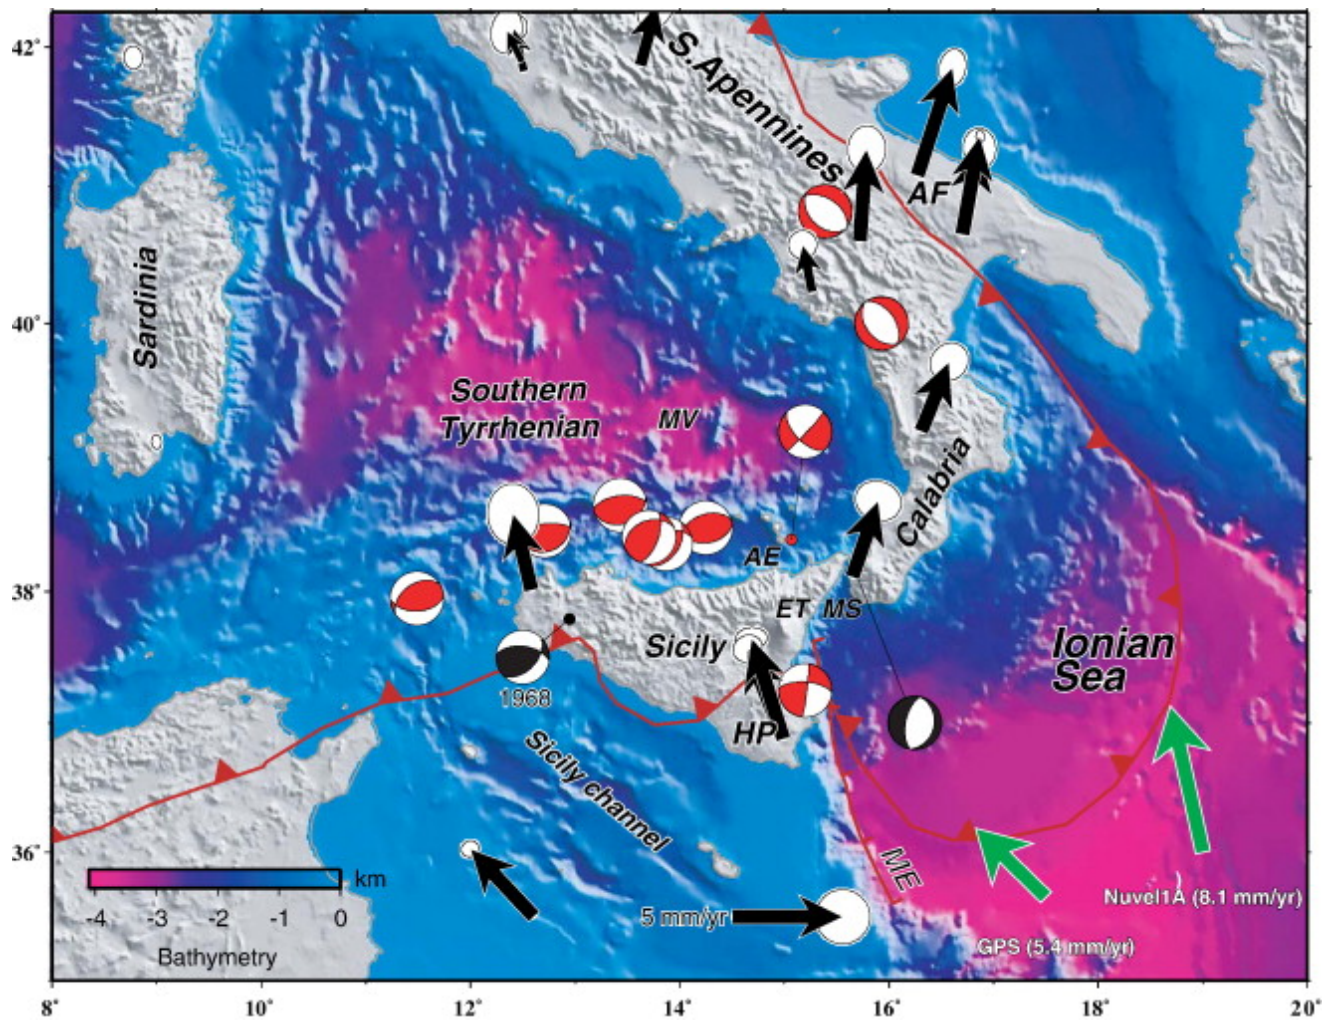 42°
40°
38°
36°
S. Apennines
AF
Sardinia
Southern
Tyrrhenian
MV
Calabria
AE
ET MS
Sicily
Ionian
Sea
1968
HP
Sicily channel
ME
km
-4 -3 -2 -1 0
Bathymetry
5 mm/yr
Nuvel1A (8.1 mm/yr)
GPS (5.4 mm/yr)
8° 10° 12° 14° 16° 18° 20°